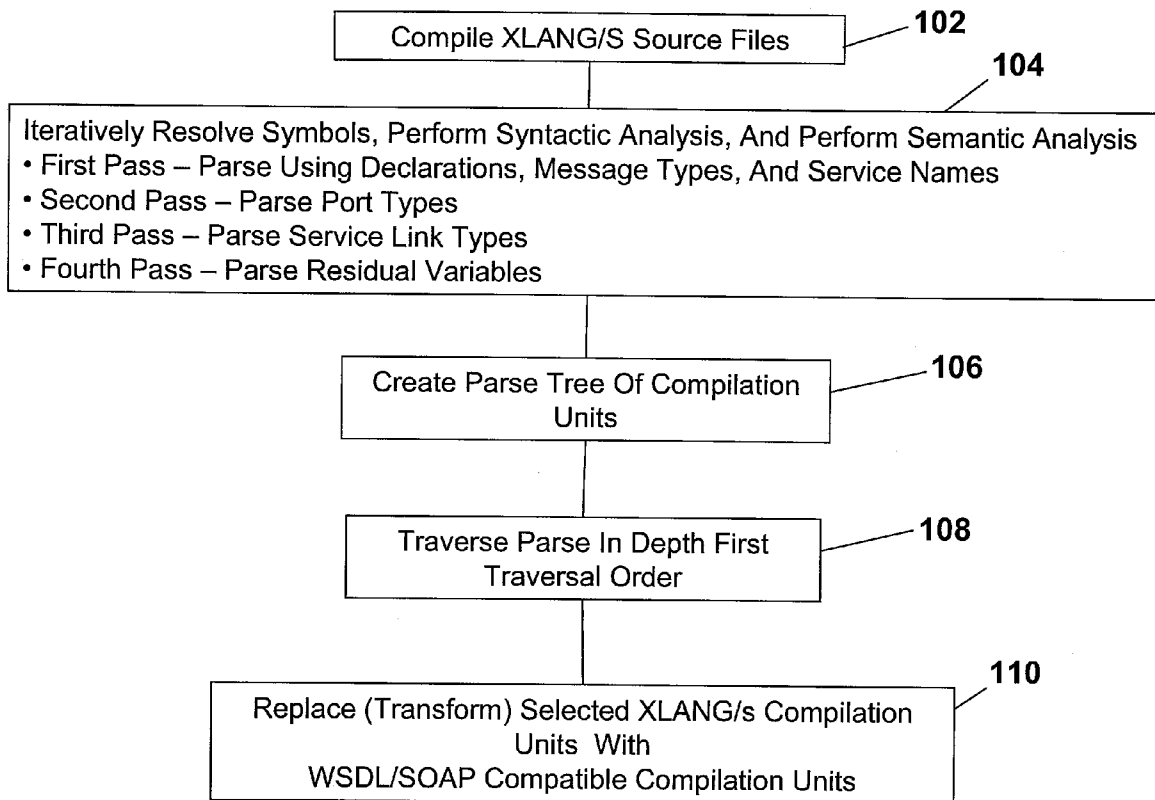 Compile XLANG/S Source Files
102
104
Iteratively Resolve Symbols, Perform Syntactic Analysis, And Perform Semantic Analysis
• First Pass – Parse Using Declarations, Message Types, And Service Names
• Second Pass – Parse Port Types
• Third Pass – Parse Service Link Types
• Fourth Pass – Parse Residual Variables
106
Create Parse Tree Of Compilation
Units
108
Traverse Parse In Depth First
Traversal Order
110
Replace (Transform) Selected XLANG/s Compilation
Units With
WSDL/SOAP Compatible Compilation Units